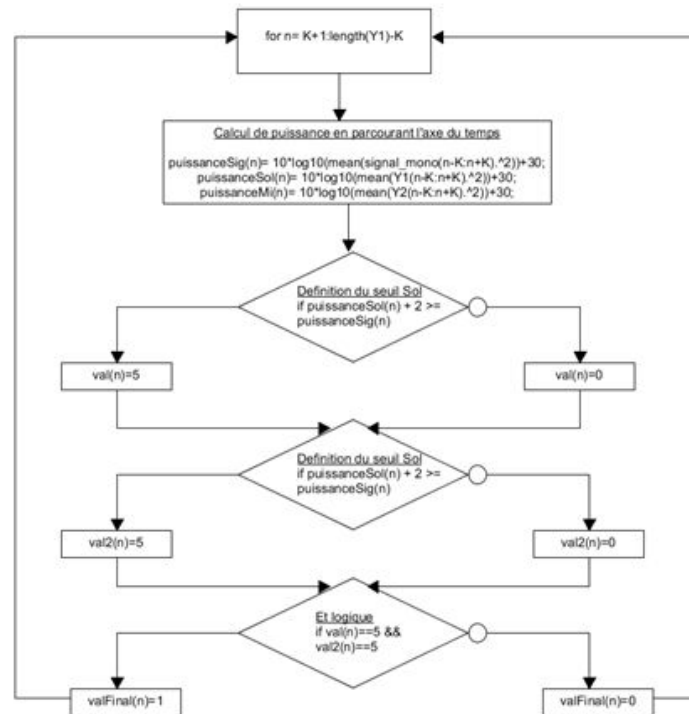 for n= K+1:length(Y1)-K
Calcul de puissance en parcourant l'axe du temps
puissanceSig(n)= 10*log10(mean(signal_mono(n-K:n+K).^2))+30;
puissanceSol(n)= 10*log10(mean(Y1(n-K:n+K).^2))+30;
puissanceMi(n)= 10*log10(mean(Y2(n-K:n+K).^2))+30;
Definition du seuil Sol
if puissanceSol(n) + 2 >=
puissanceSig(n)
val(n)=5
val(n)=0
Definition du seuil Sol
if puissanceSol(n) + 2 >=
puissanceSig(n)
val2(n)=5
val2(n)=0
Et logique
if val(n)==5 &&
val2(n)==5
valFinal(n)=1
valFinal(n)=0